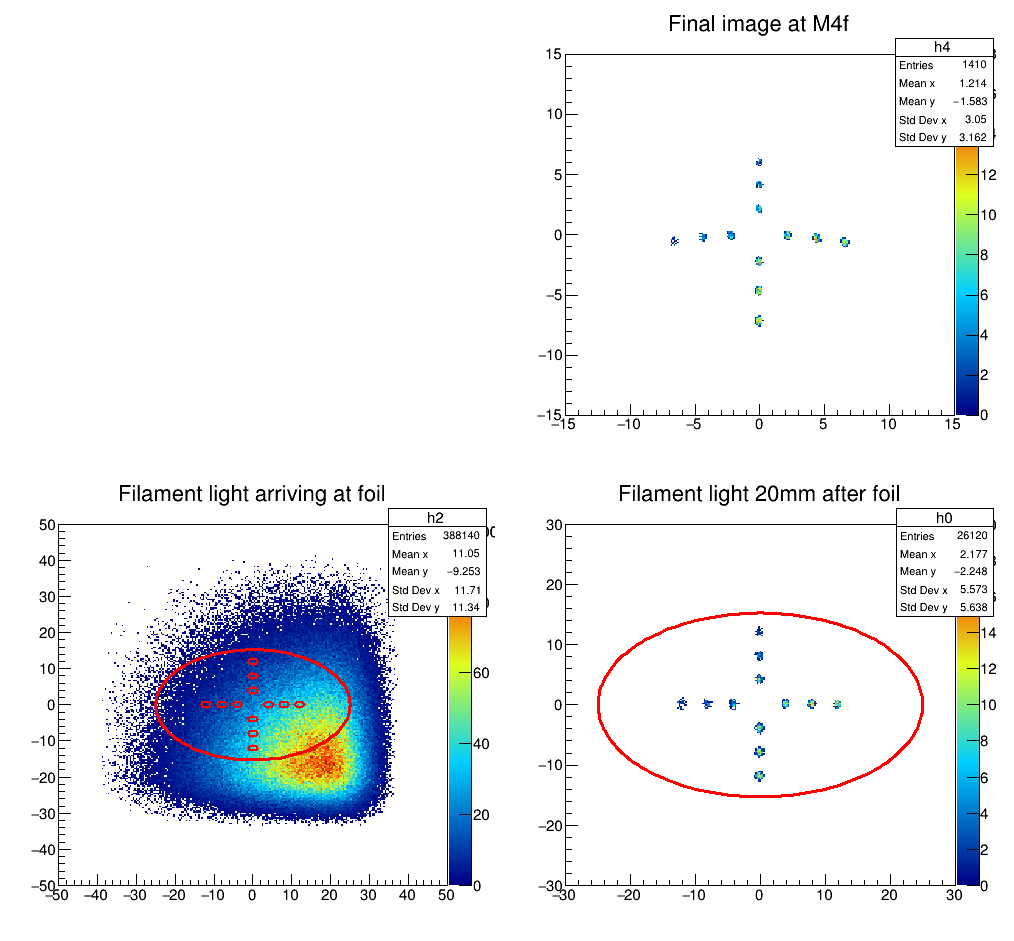 Final image at M4f
h4
Entries 1410
Mean x 1.214
Mean y −1.583
Std Dev x 3.05
Std Dev y 3.162
15
10
5
0
−5
−10
−15
−15 −10 −5 0 5 10 15
12
10
8
6
4
2
0
Filament light arriving at foil
h2
Entries 388140
Mean x 11.05
Mean y −9.253
Std Dev x 11.71
Std Dev y 11.34
50
40
30
20
10
0
−10
−20
−30
−40
−50
−50 −40 −30 −20 −10 0 10 20 30 40 50
60
40
20
0
Filament light 20mm after foil
h0
Entries 26120
Mean x 2.177
Mean y −2.248
Std Dev x 5.573
Std Dev y 5.638
30
20
10
0
−10
−20
−30
−30 −20 −10 0 10 20 30
14
12
10
8
6
4
2
0